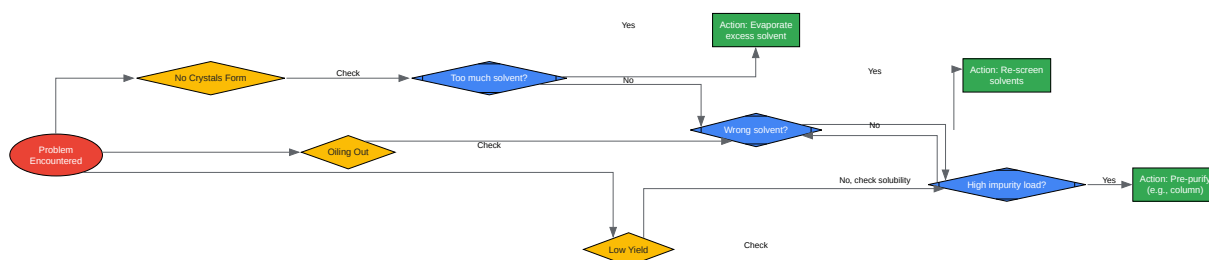 Yes
Action: Evaporate
excess solvent
No Crystals Form
Check
Too much solvent?
No
Yes
Action: Re-screen
solvents
Problem
Encountered
Oiling Out
Check
Wrong solvent?
No
No, check solubility
High impurity load?
Yes
Action: Pre-purify
(e.g., column)
Low Yield
Check